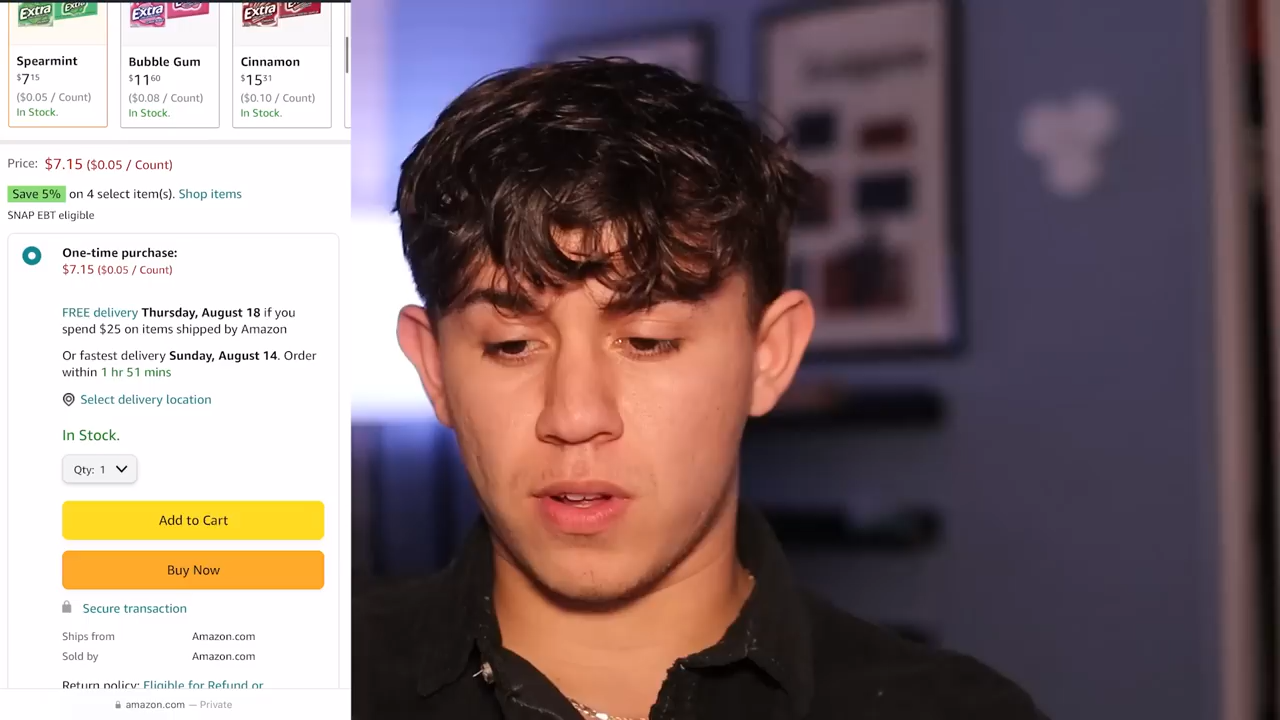 Extra Extra Extra
Spearmint Bubble Gum Cinnamon
$7 15 $11 60 $15 31
($0.05 / Count) ($0.08 / Count) ($0.10 / Count)
In Stock. In Stock. In Stock.
Price: $7.15 ($0.05 / Count)
Save 5% on 4 select item(s). Shop items
SNAP EBT eligible
One-time purchase:
$7.15 ($0.05 / Count)
FREE delivery Thursday, August 18 if you
spend $25 on items shipped by Amazon
Or fastest delivery Sunday, August 14. Order
within 1 hr 51 mins
Select delivery location
In Stock.
Qty: 1
Add to Cart
Buy Now
Secure transaction
Ships from Amazon.com
Sold by Amazon.com
Return policy: Eligible for Refund or
amazon.com — Private